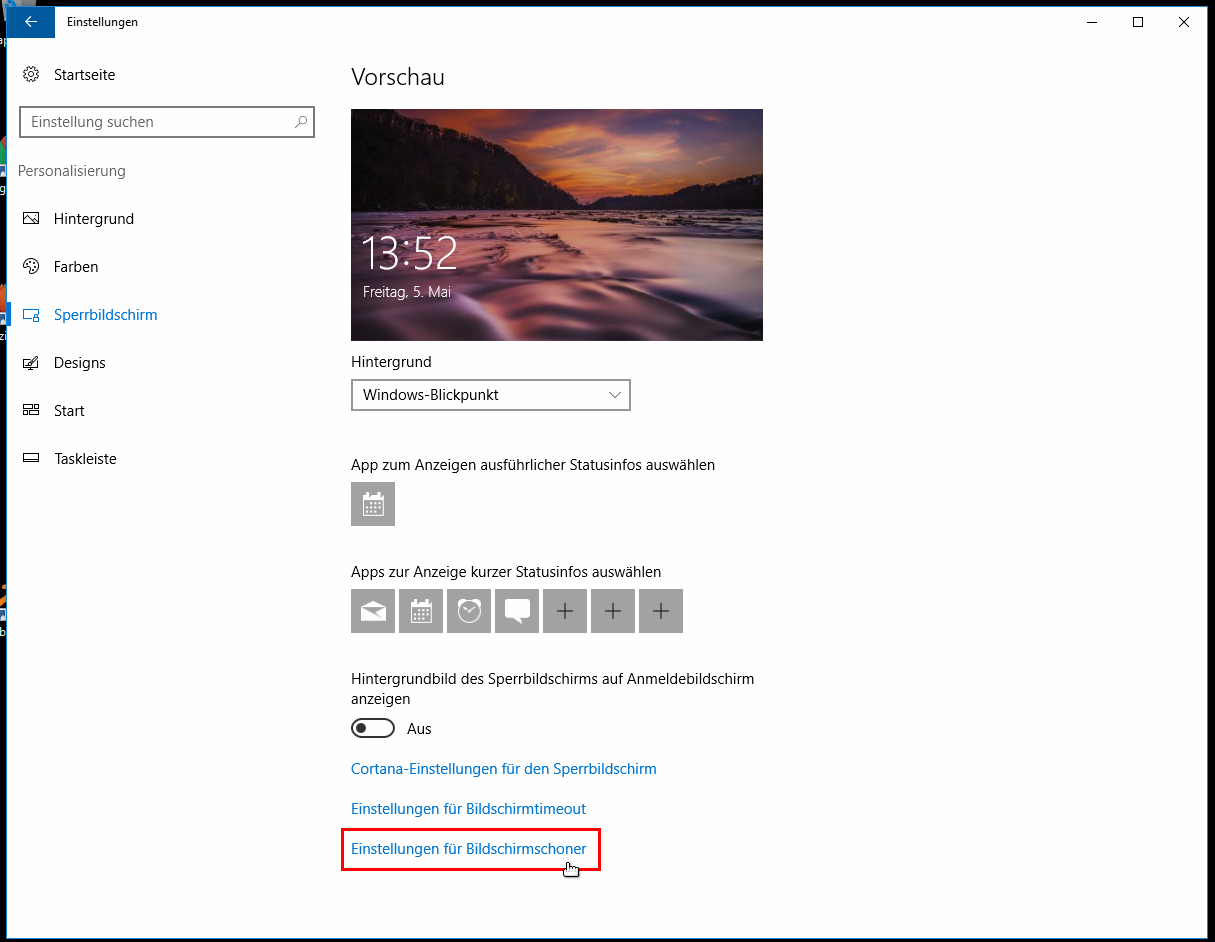 Einstellungen
Startseite
Einstellung suchen
Personalisierung
Hintergrund
Farben
Sperrbildschirm
Designs
Start
Taskleiste
Vorschau
13:52
Freitag, 5. Mai
Hintergrund
Windows-Blickpunkt
App zum Anzeigen ausführlicher Statusinfos auswählen
Apps zur Anzeige kurzer Statusinfos auswählen
Hintergrundbild des Sperrbildschirms auf Anmeldebildschirm
anzeigen
Aus
Cortana-Einstellungen für den Sperrbildschirm
Einstellungen für Bildschirmtimeout
Einstellungen für Bildschirmschoner